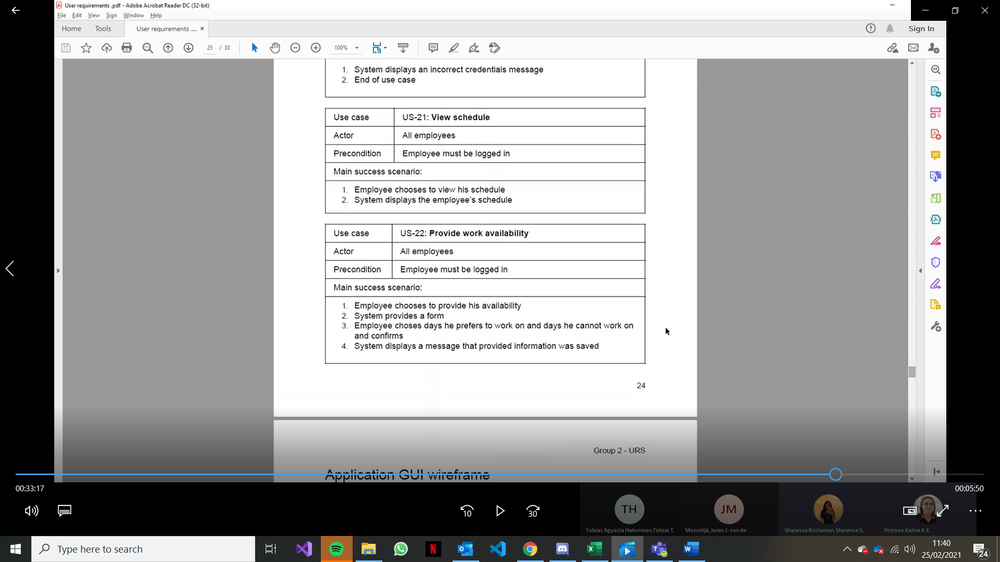 User requirements .pdf - Adobe Acrobat Reader DC (32-bit)
File Edit View Sign Window Help
Home Tools User requirements .... × Sign In
25 / 33 100%
1. System displays an incorrect credentials message
2. End of use case
Use case US-21: View schedule
Actor All employees
Precondition Employee must be logged in
Main success scenario:
1. Employee chooses to view his schedule
2. System displays the employee's schedule
Use case US-22: Provide work availability
Actor All employees
Precondition Employee must be logged in
Main success scenario:
1. Employee chooses to provide his availability
2. System provides a form
3. Employee choses days he prefers to work on and days he cannot work on
and confirms
4. System displays a message that provided information was saved
24
Group 2 - URS
Application GUI wireframe
00:33:17 00:05:50
10 30
TH JM
Tobias Agyasta Halomoan,Tobias T. Moosdijk,Joran J. van de Shanessa Kostaman,Shanessa S. Petrova,Kalina K.E.
Type here to search
11:40
25/02/2021
24